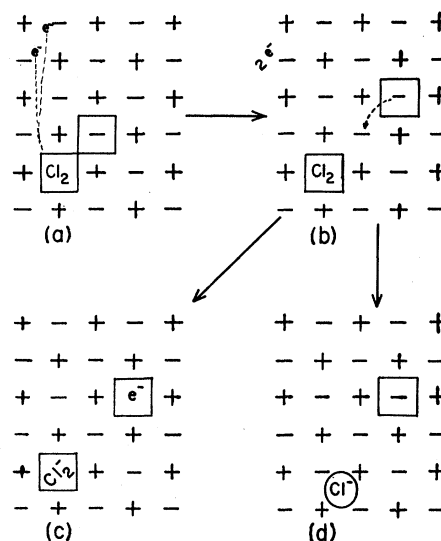 + e⁻ − + − +
− e⁻ + − + −
+ − + − +
− + − + −
+ Cl₂ + − +
− + − + −
(a)
+ − + − +
2e⁻ − + − + −
+ − + − +
− + − + −
+ Cl₂ + − +
− + − + −
(b)
+ − + − +
− + − + −
+ − + e⁻ +
− + − + −
+ Cl₂⁻ + − +
− + − + −
(c)
+ − + − +
− + − + −
+ − + − +
− + − + −
+ − + − +
Cl⁻
− + − + −
(d)